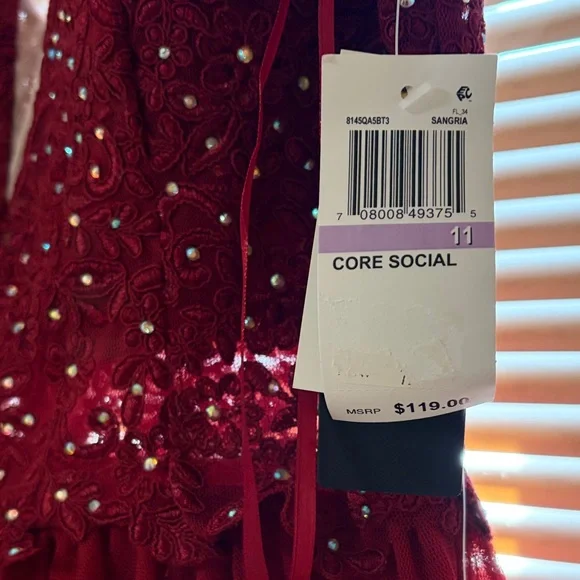 FL_34
8145QA5BT3 SANGRIA
7 08008 49375 5
11
CORE SOCIAL
MSRP $119.00